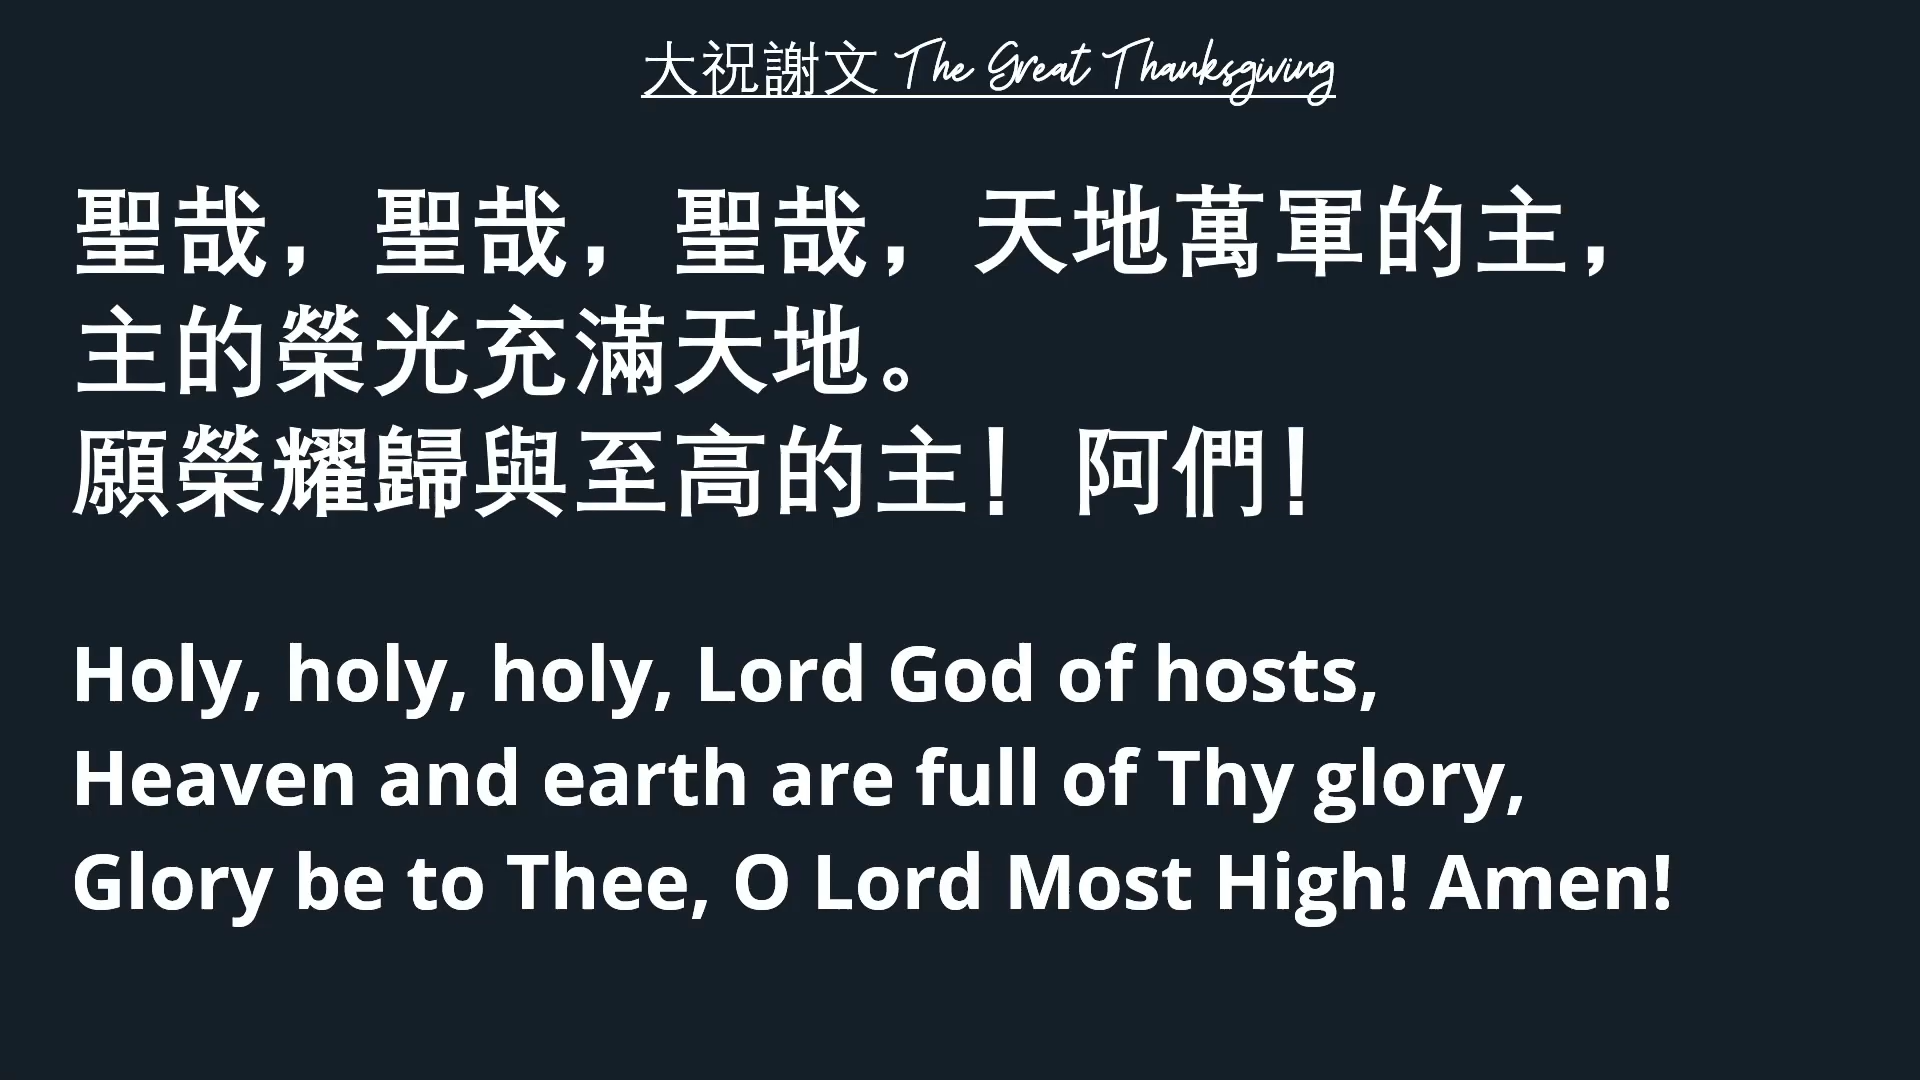 大祝謝文 The Great Thanksgiving
聖哉，聖哉，聖哉，天地萬軍的主，
主的榮光充滿天地。
願榮耀歸與至高的主！阿們！
Holy, holy, holy, Lord God of hosts,
Heaven and earth are full of Thy glory,
Glory be to Thee, O Lord Most High! Amen!